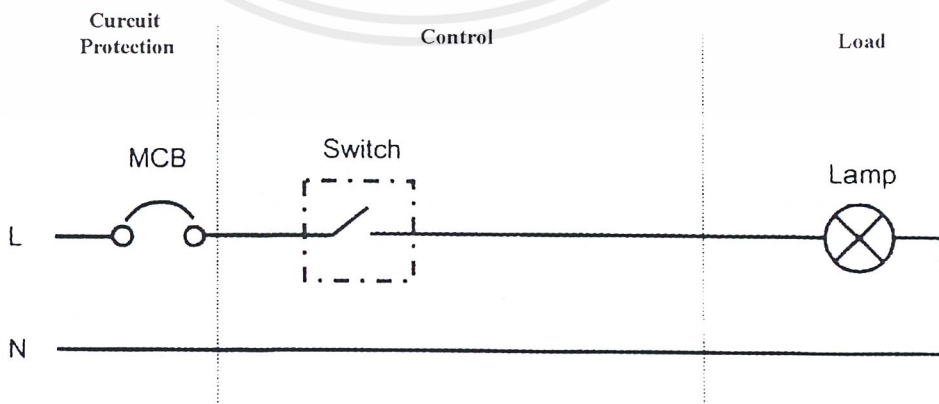 Curcuit
Protection
Control
Load
MCB
Switch
Lamp
L
N